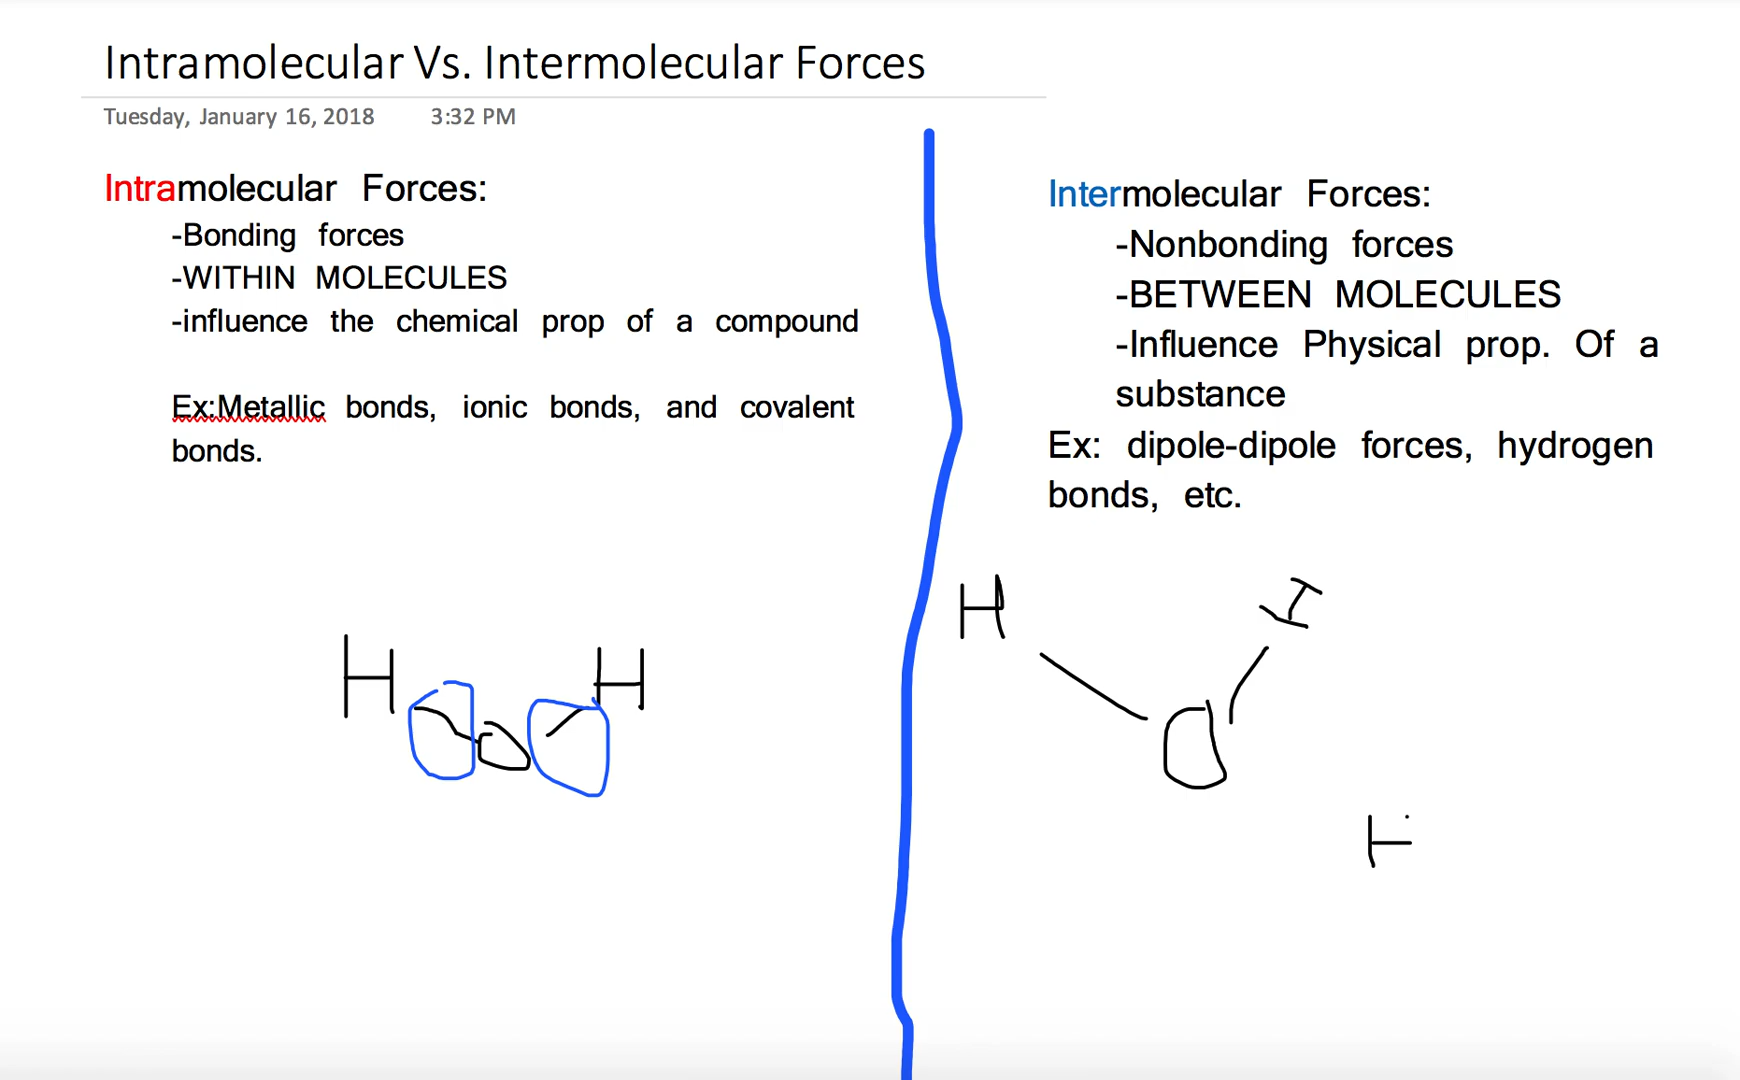 Intramolecular Vs. Intermolecular Forces
Tuesday, January 16, 2018 3:32 PM
Intramolecular Forces:
-Bonding forces
-WITHIN MOLECULES
-influence the chemical prop of a compound
Ex:Metallic bonds, ionic bonds, and covalent
bonds.
Intermolecular Forces:
-Nonbonding forces
-BETWEEN MOLECULES
-Influence Physical prop. Of a
substance
Ex: dipole-dipole forces, hydrogen
bonds, etc.
H H
O
H H
O